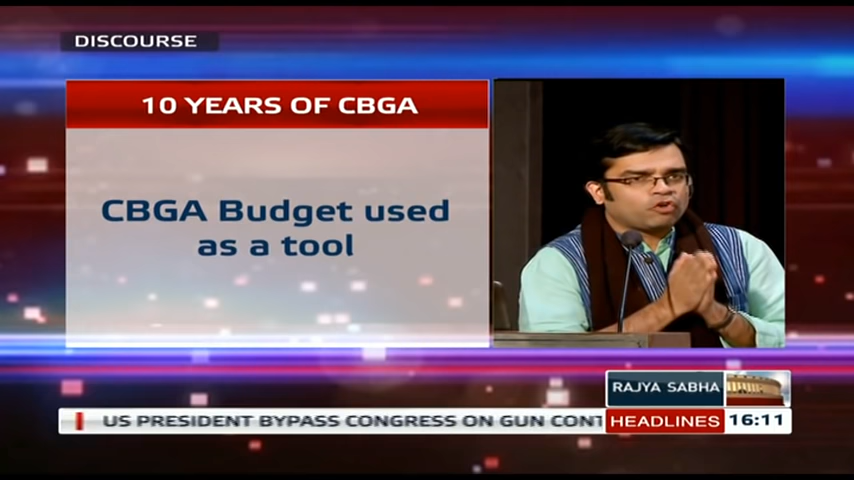 DISCOURSE
10 YEARS OF CBGA
CBGA Budget used
as a tool
RAJYA SABHA
US PRESIDENT BYPASS CONGRESS ON GUN CONT
HEADLINES 16:11